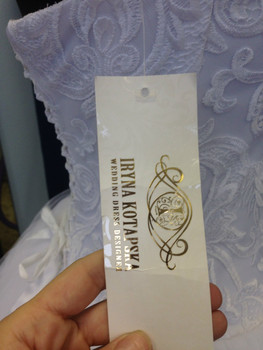 IRYNA KOTAPSKA
WEDDING DRESS DESIGNER